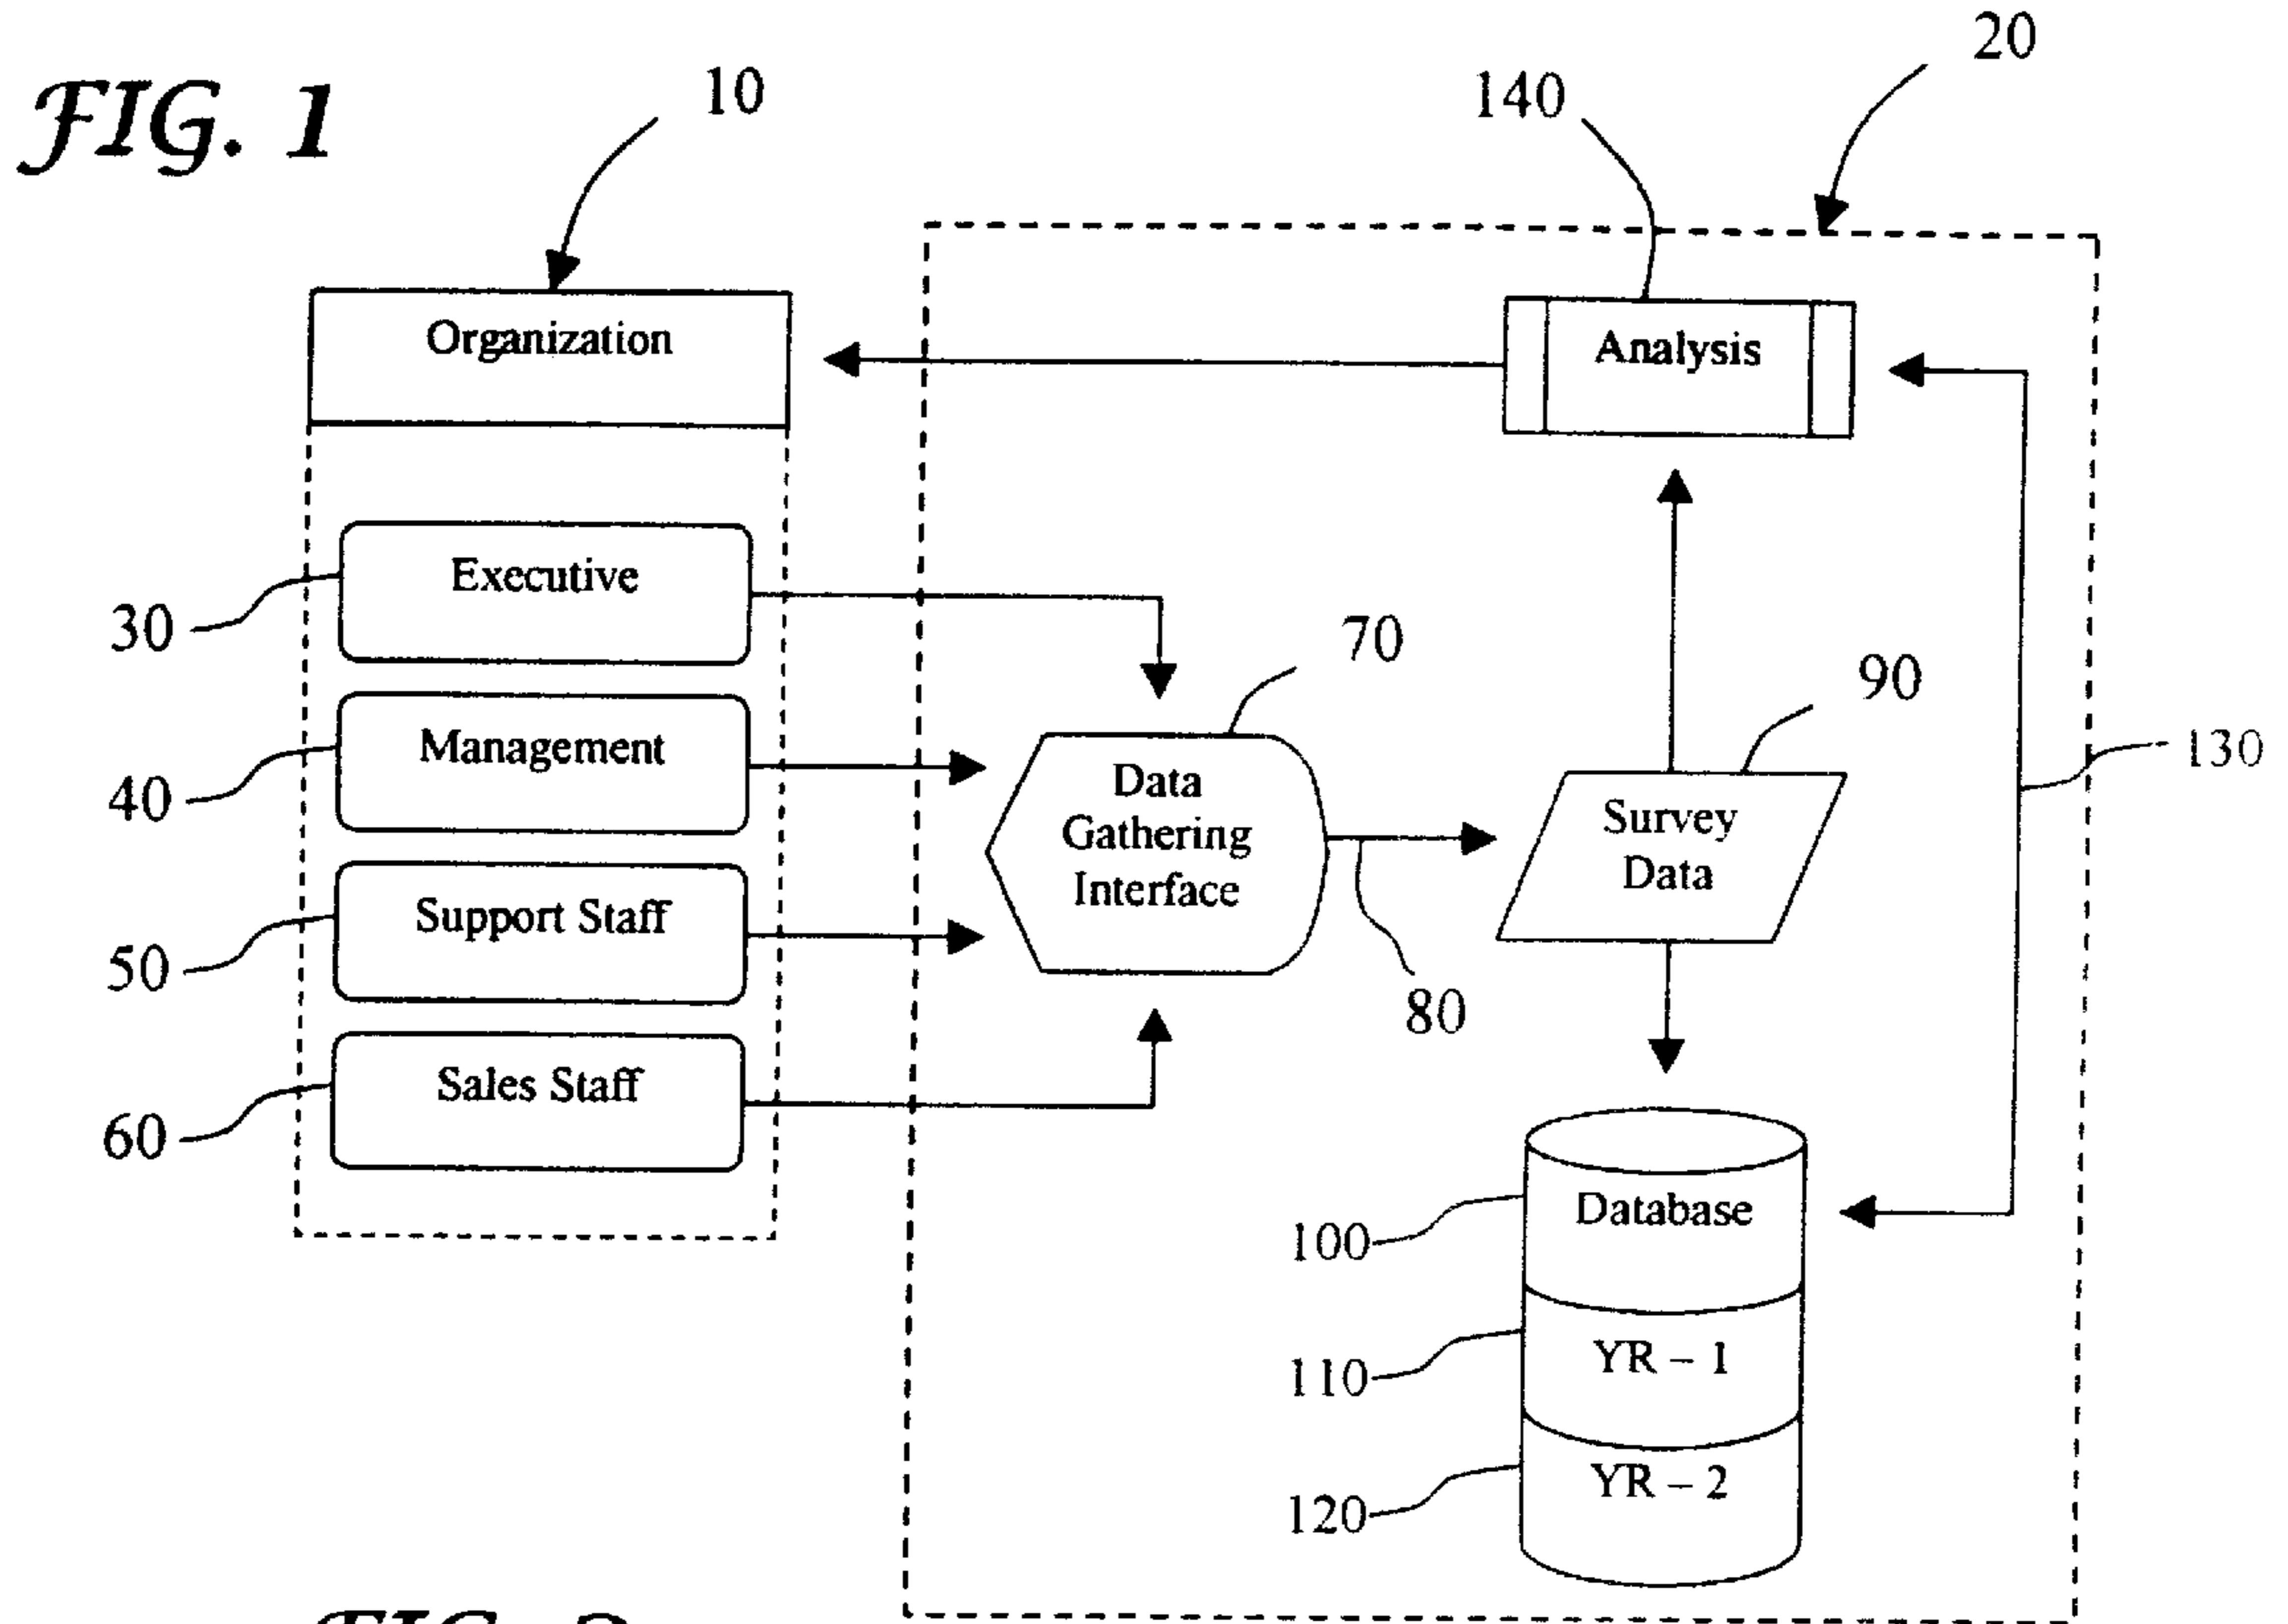 FIG. 1
10
20
140
Organization
Analysis
Executive
30
70
90
Management
40
Data
Gathering
Interface
Survey
Data
130
Support Staff
50
80
Sales Staff
60
Database
100
YR – 1
110
YR – 2
120